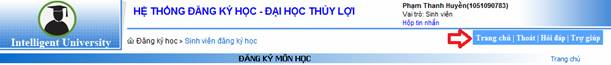 HỆ THỐNG ĐĂNG KÝ HỌC - ĐẠI HỌC THỦY LỢI
Phạm Thanh Huyền(1051090783)
Vai trò: Sinh viên
Hộp tin nhắn
Intelligent University
Đăng ký học > Sinh viên đăng ký học
Trang chủ | Thoát | Hỏi đáp | Trợ giúp
ĐĂNG KÝ MÔN HỌC
Trang chủ